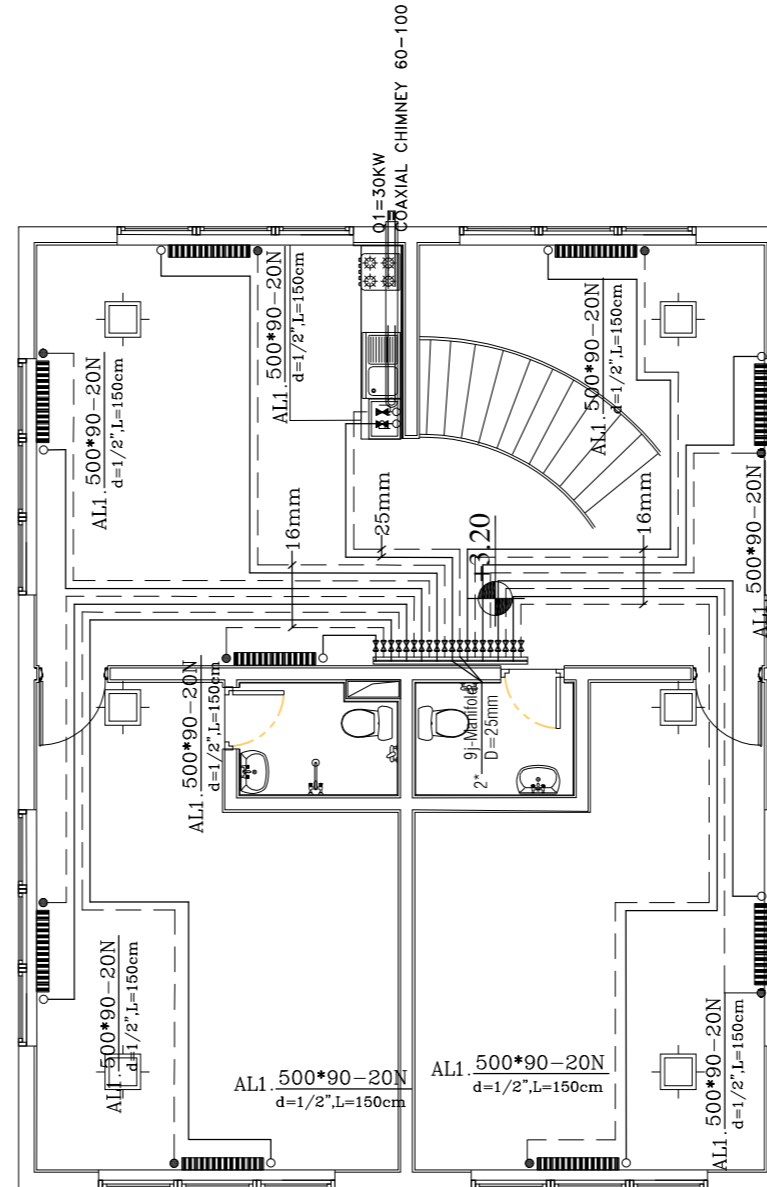 Q1=30KW
COAXIAL CHIMNEY 60-100
AL1. 500*90-20N
d=1/2",L=150cm
AL1. 500*90-20N
d=1/2",L=150cm
AL1. 500*90-20N
d=1/2",L=150cm
16mm
25mm
+3.20
16mm
AL1. 500*90-20N
AL1. 500*90-20N
d=1/2",L=150cm
2* 9j-Manifold
D=25mm
AL1. 500*90-20N
d=1/2",L=150cm
AL1. 500*90-20N
d=1/2",L=150cm
AL1. 500*90-20N
d=1/2",L=150cm
AL1. 500*90-20N
d=1/2",L=150cm